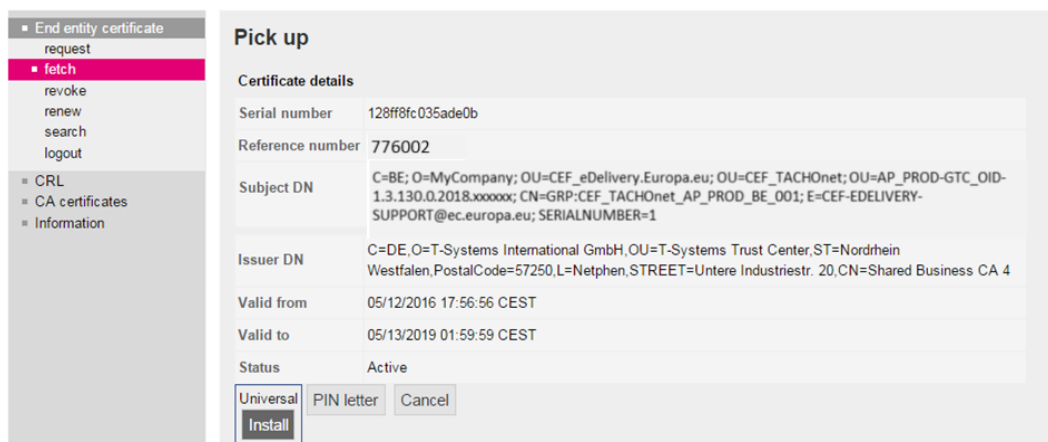 End entity certificate
request
fetch
revoke
renew
search
logout
CRL
CA certificates
Information
Pick up
Certificate details
Serial number 128ff8fc035ade0b
Reference number 776002
Subject DN C=BE; O=MyCompany; OU=CEF_eDelivery.Europa.eu; OU=CEF_TACHOnet; OU=AP_PROD-GTC_OID-
1.3.130.0.2018.xxxxxx; CN=GRP:CEF_TACHOnet_AP_PROD_BE_001; E=CEF-EDELIVERY-
SUPPORT@ec.europa.eu; SERIALNUMBER=1
Issuer DN C=DE,O=T-Systems International GmbH,OU=T-Systems Trust Center,ST=Nordrhein
Westfalen,PostalCode=57250,L=Netphen,STREET=Untere Industriestr. 20,CN=Shared Business CA 4
Valid from 05/12/2016 17:56:56 CEST
Valid to 05/13/2019 01:59:59 CEST
Status Active
Universal PIN letter Cancel
Install